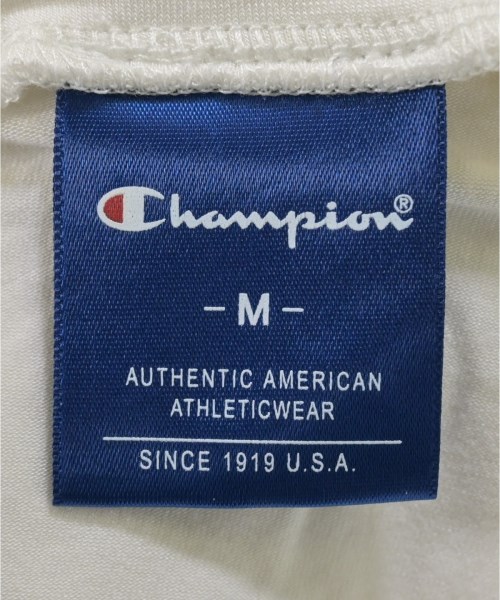 Champion®
- M -
AUTHENTIC AMERICAN
ATHLETICWEAR
SINCE 1919 U.S.A.